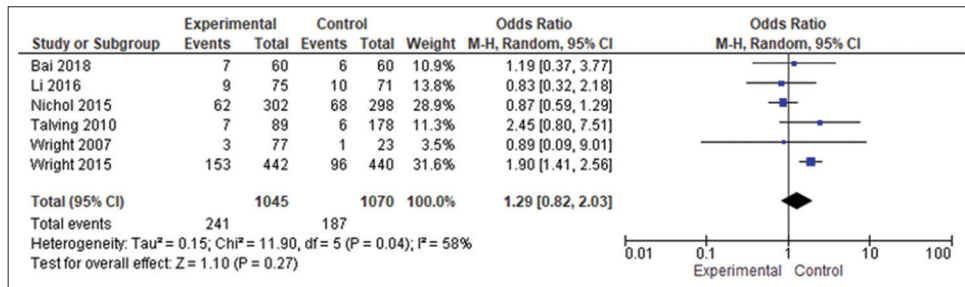 Experimental Control Odds Ratio Odds Ratio
Study or Subgroup Events Total Events Total Weight M-H, Random, 95% CI M-H, Random, 95% CI
Bai 2018 7 60 6 60 10.9% 1.19 [0.37, 3.77]
Li 2016 9 75 10 71 13.8% 0.83 [0.32, 2.18]
Nichol 2015 62 302 68 298 28.9% 0.87 [0.59, 1.29]
Talving 2010 7 89 6 178 11.3% 2.45 [0.80, 7.51]
Wright 2007 3 77 1 23 3.5% 0.89 [0.09, 9.01]
Wright 2015 153 442 96 440 31.6% 1.90 [1.41, 2.56]
Total (95% CI) 1045 1070 100.0% 1.29 [0.82, 2.03]
Total events 241 187
Heterogeneity: Tau² = 0.15; Chi² = 11.90, df = 5 (P = 0.04); I² = 58%
Test for overall effect: Z = 1.10 (P = 0.27)
0.01 0.1 1 10 100
Experimental Control